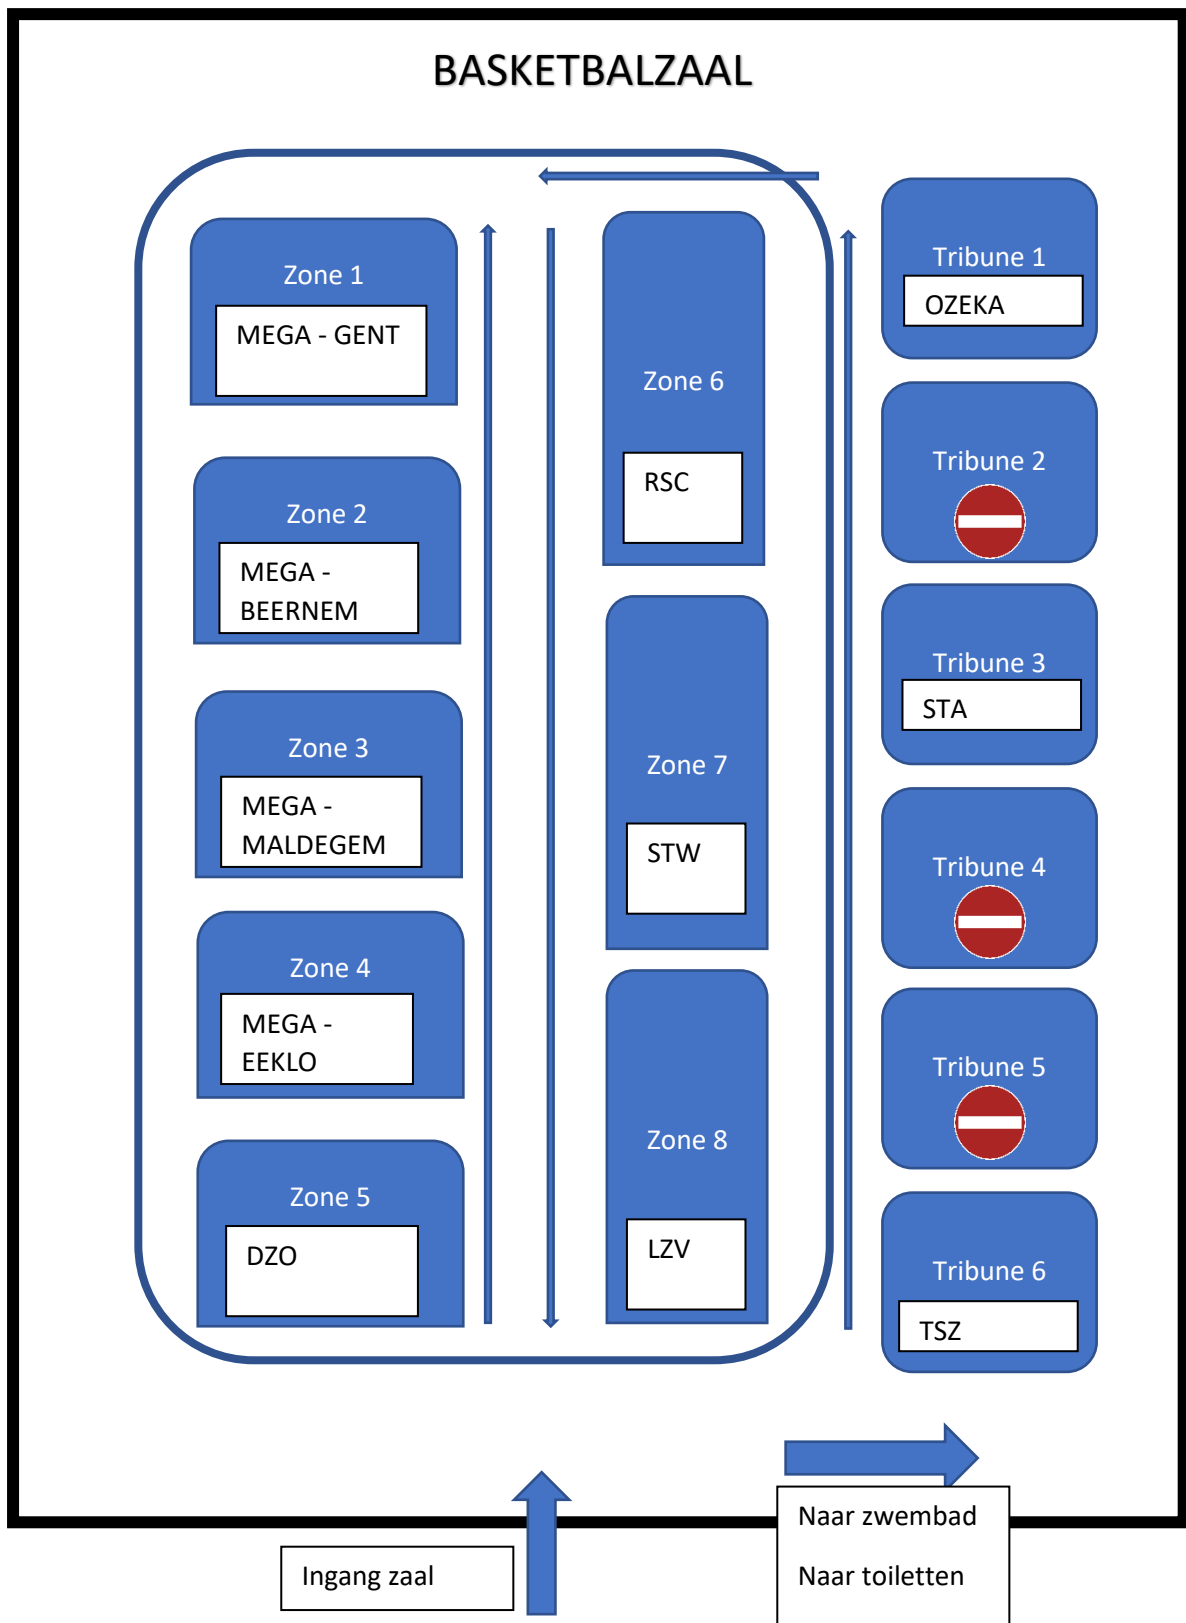 BASKETBALZAAL
Zone 1
MEGA - GENT
Zone 2
MEGA -
BEERNEM
Zone 3
MEGA -
MALDEGEM
Zone 4
MEGA -
EEKLO
Zone 5
DZO
Zone 6
RSC
Zone 7
STW
Zone 8
LZV
Tribune 1
OZEKA
Tribune 2
Tribune 3
STA
Tribune 4
Tribune 5
Tribune 6
TSZ
Ingang zaal
Naar zwembad
Naar toiletten